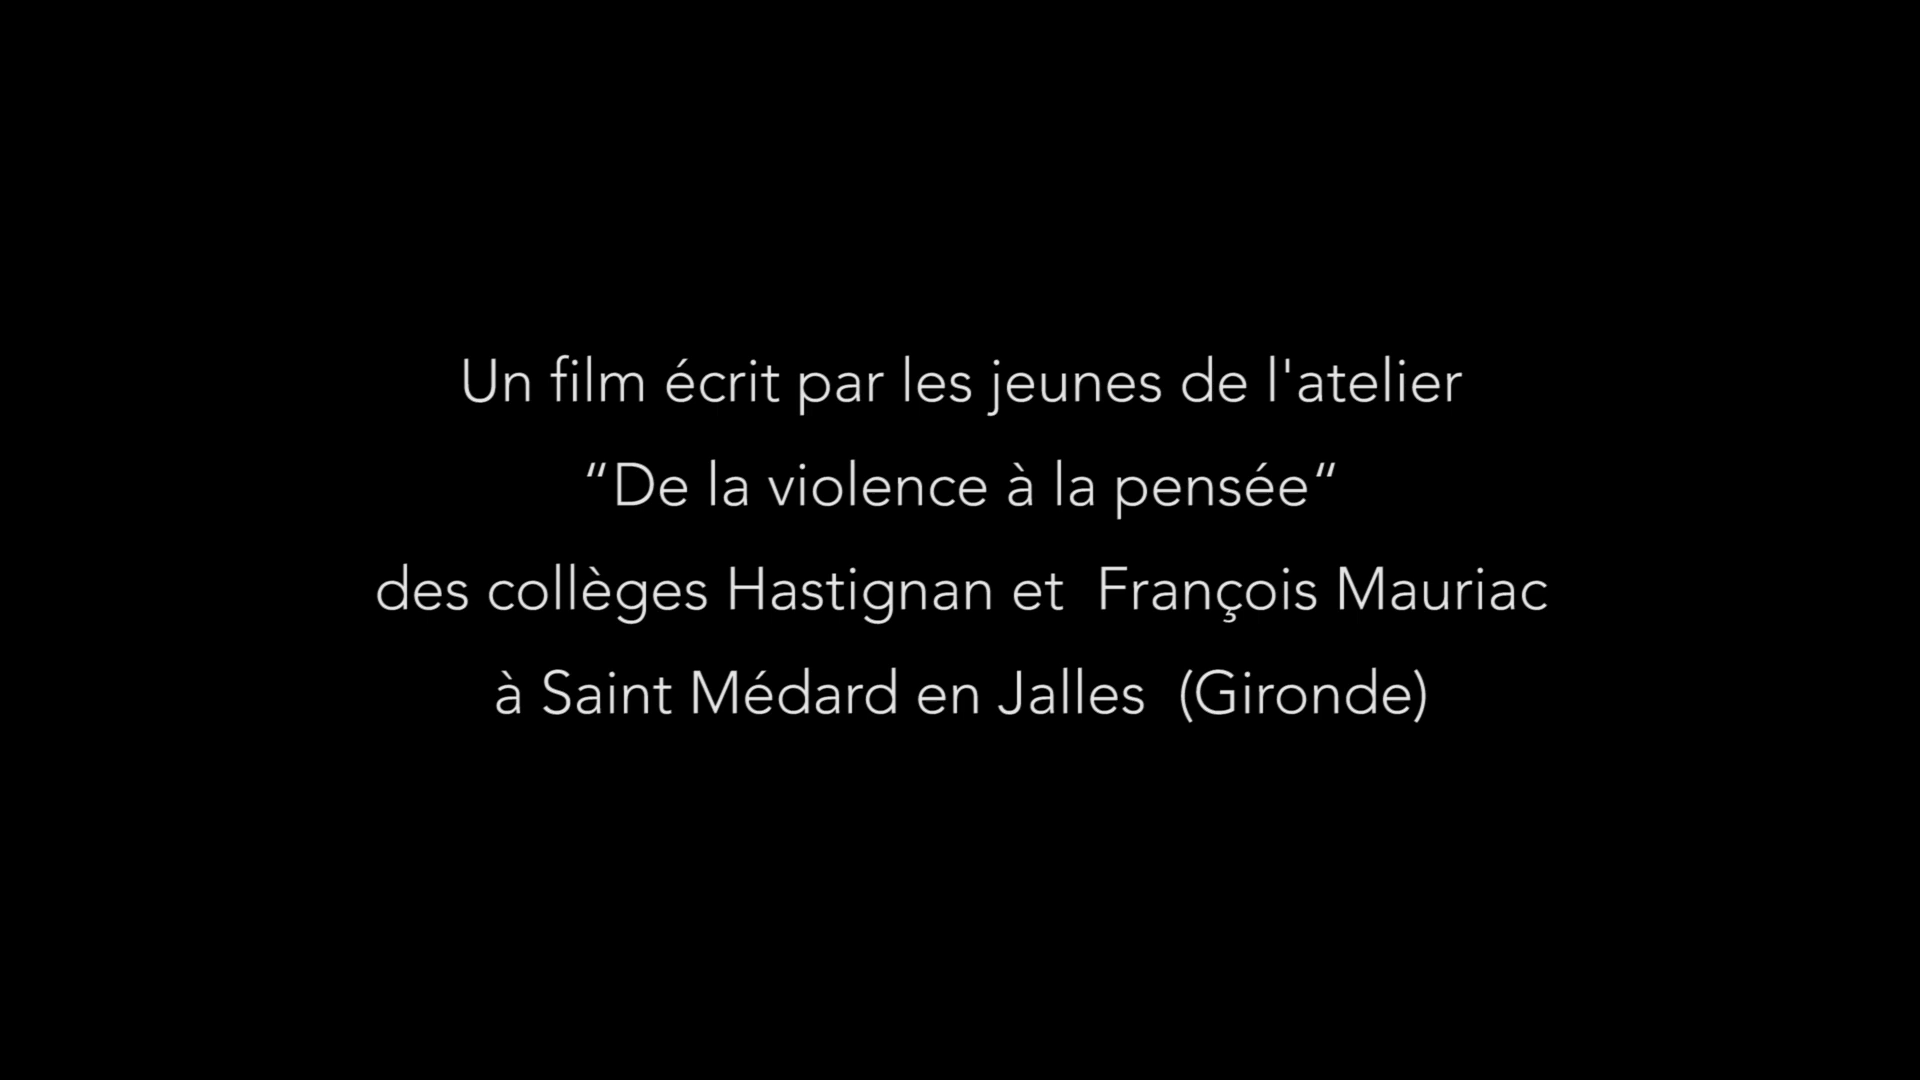 Un film écrit par les jeunes de l'atelier
“De la violence à la pensée“
des collèges Hastignan et  François Mauriac
à Saint Médard en Jalles  (Gironde)